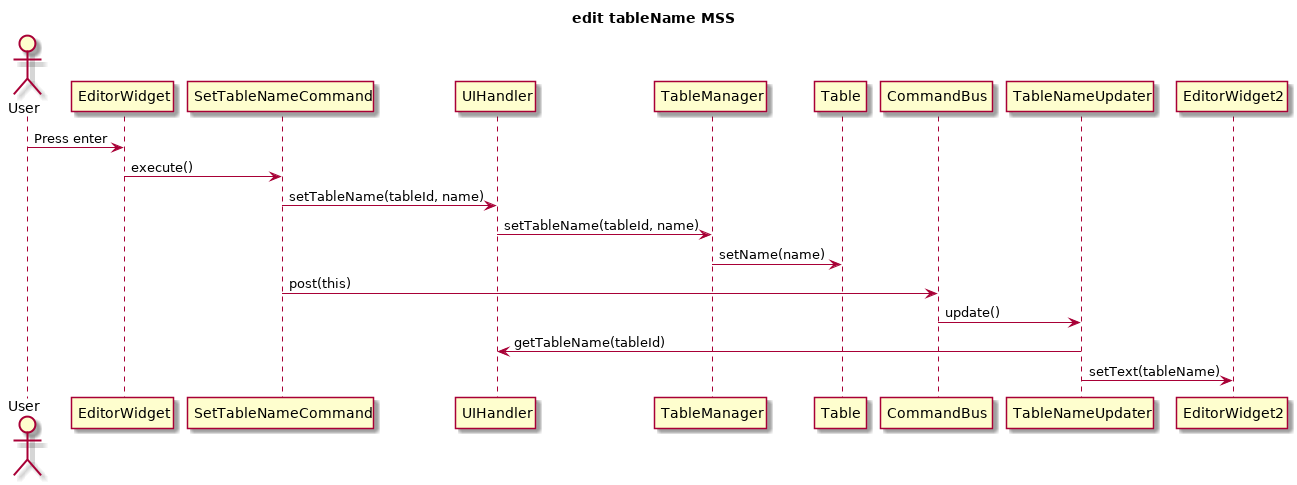 edit tableName MSS
User
EditorWidget
SetTableNameCommand
UIHandler
TableManager
Table
CommandBus
TableNameUpdater
EditorWidget2
Press enter
execute()
setTableName(tableId, name)
setTableName(tableId, name)
setName(name)
post(this)
update()
getTableName(tableId)
setText(tableName)
User
EditorWidget
SetTableNameCommand
UIHandler
TableManager
Table
CommandBus
TableNameUpdater
EditorWidget2